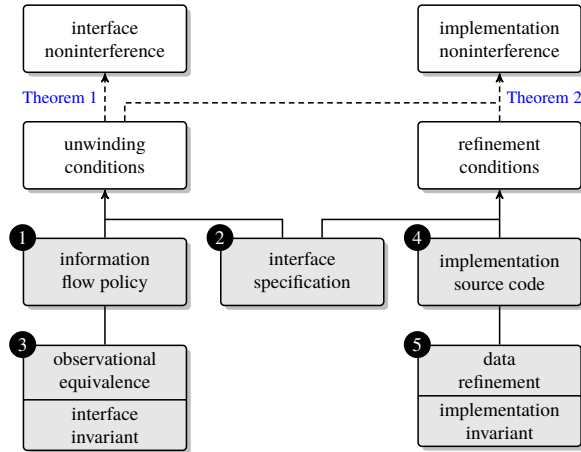 interface
noninterference
implementation
noninterference
Theorem 1
Theorem 2
unwinding
conditions
refinement
conditions
1
information
flow policy
2
interface
specification
4
implementation
source code
3
observational
equivalence
interface
invariant
5
data
refinement
implementation
invariant